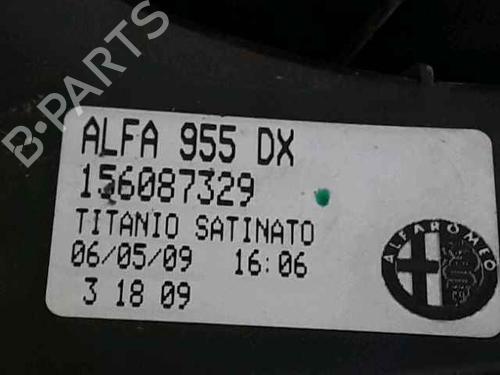 B-PARTS
ALFA 955 DX
156087329
TITANIO SATINATO
06/05/09 16:06
3 18 09
ALFA ROMEO